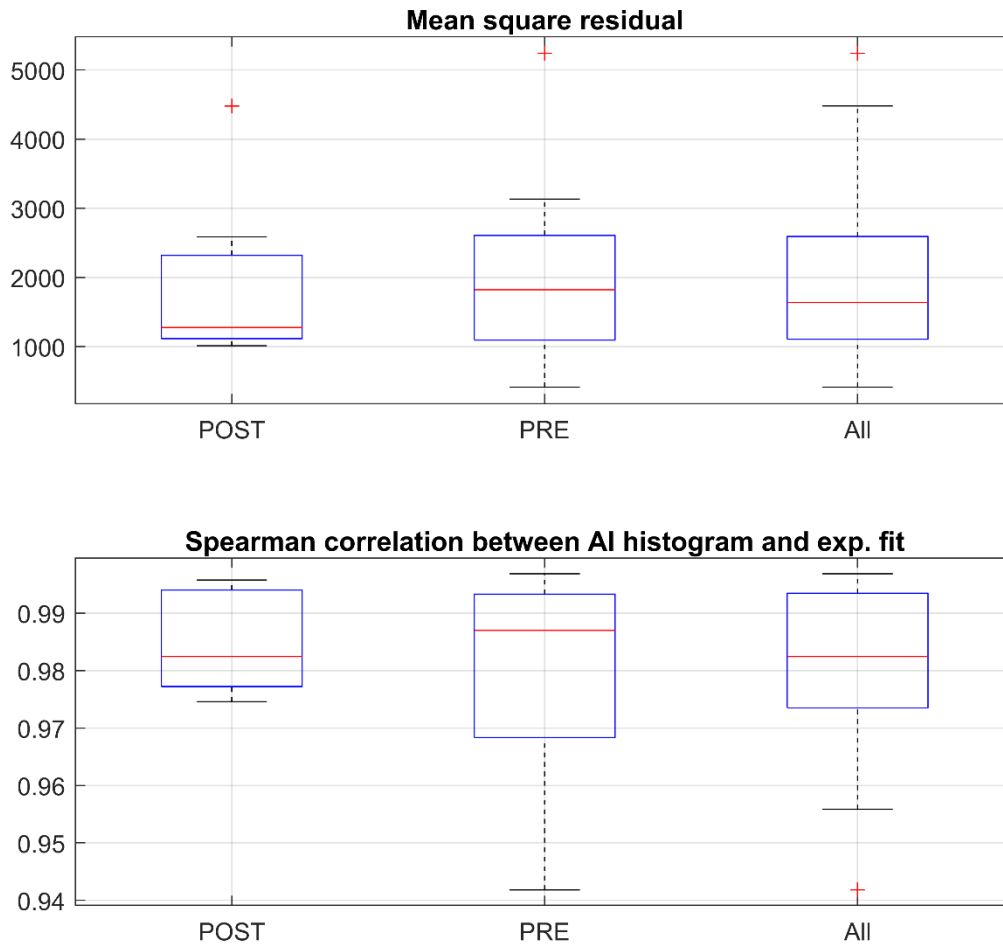 Mean square residual
5000
4000
3000
2000
1000
POST PRE All
Spearman correlation between AI histogram and exp. fit
0.99
0.98
0.97
0.96
0.95
0.94
POST PRE All